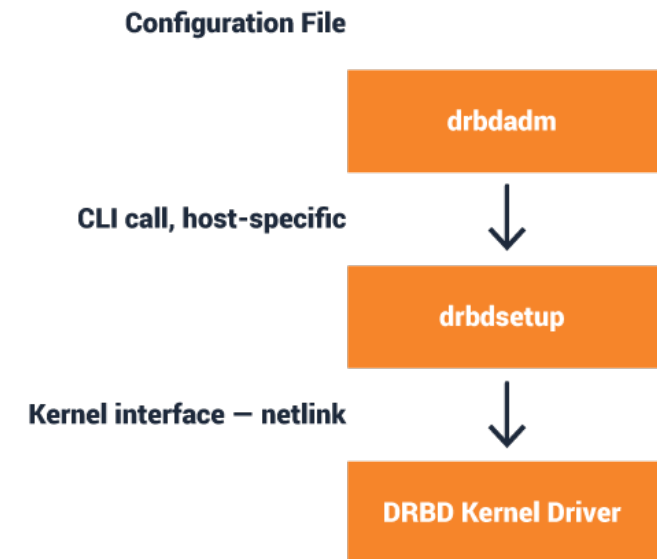 Configuration File
drbdadm
CLI call, host-specific
drbdsetup
Kernel interface — netlink
DRBD Kernel Driver